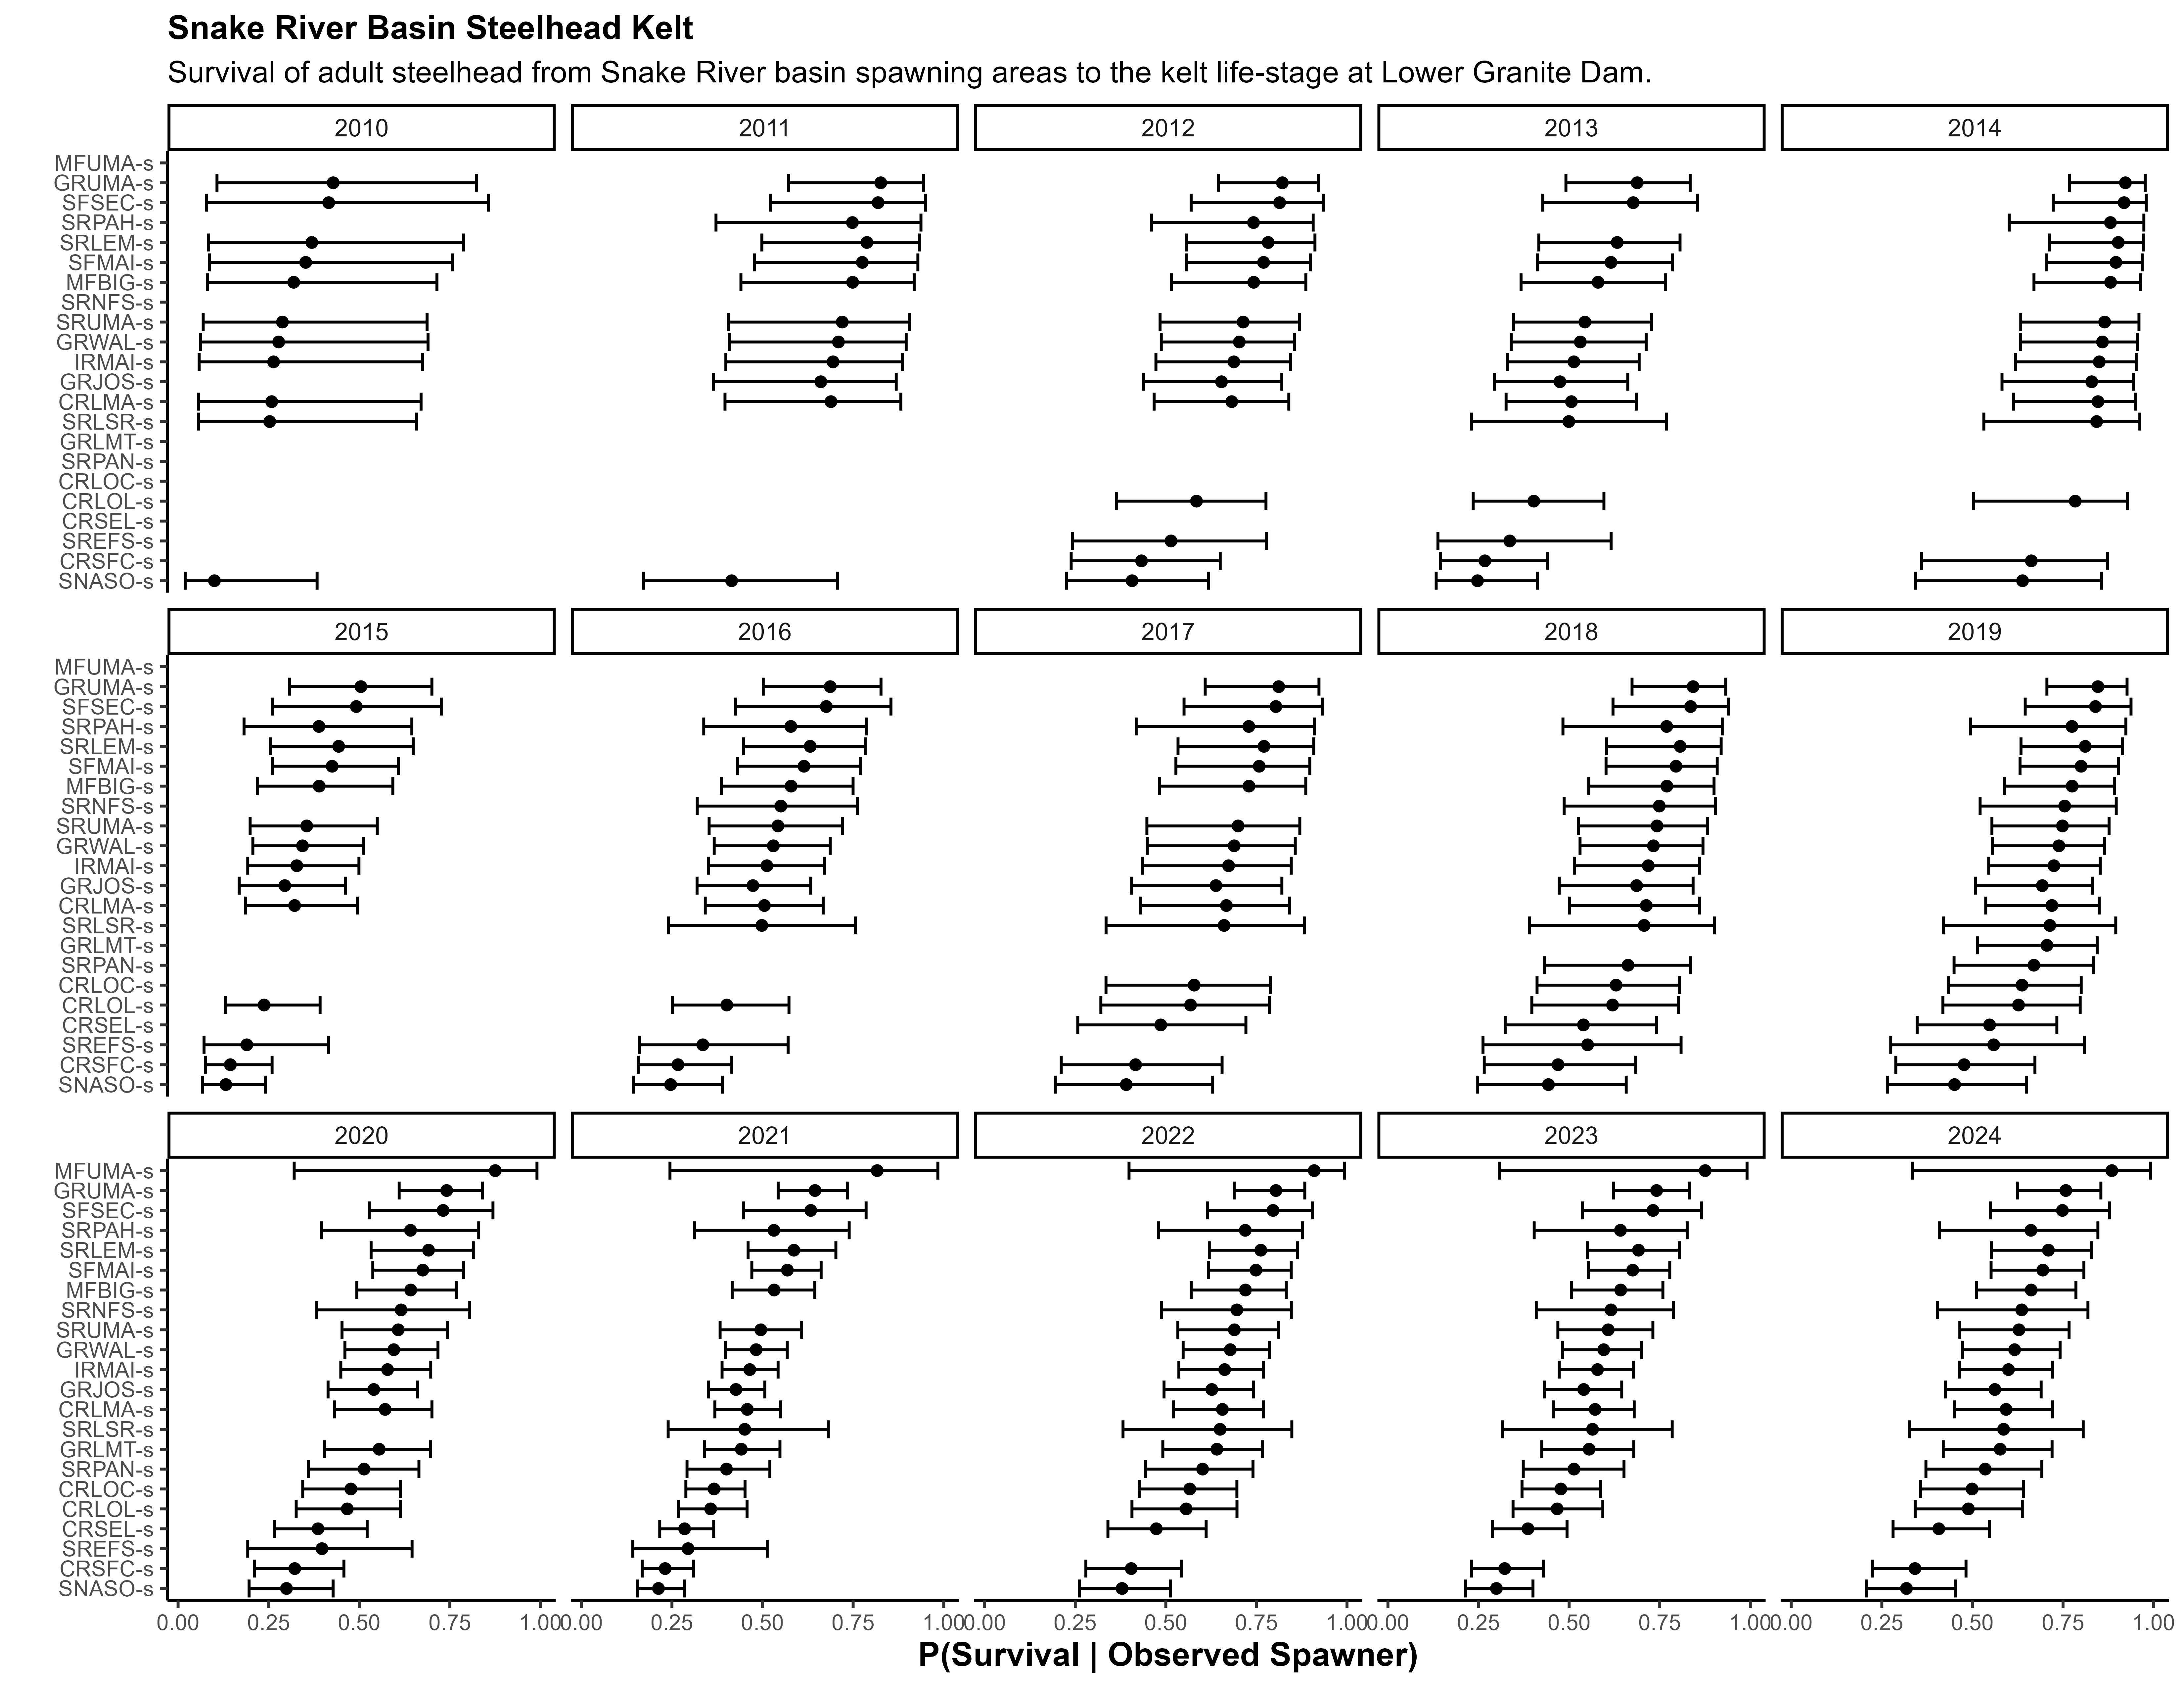 Snake River Basin Steelhead Kelt
Survival of adult steelhead from Snake River basin spawning areas to the kelt life-stage at Lower Granite Dam.
2010 2011 2012 2013 2014
MFUMA-s
GRUMA-s
SFSEC-s
SRPAH-s
SRLEM-s
SFMAI-s
MFBIG-s
SRNFS-s
SRUMA-s
GRWAL-s
IRMAI-s
GRJOS-s
CRLMA-s
SRLSR-s
GRLMT-s
SRPAN-s
CRLOC-s
CRLOL-s
CRSEL-s
SREFS-s
CRSFC-s
SNASO-s
2015 2016 2017 2018 2019
MFUMA-s
GRUMA-s
SFSEC-s
SRPAH-s
SRLEM-s
SFMAI-s
MFBIG-s
SRNFS-s
SRUMA-s
GRWAL-s
IRMAI-s
GRJOS-s
CRLMA-s
SRLSR-s
GRLMT-s
SRPAN-s
CRLOC-s
CRLOL-s
CRSEL-s
SREFS-s
CRSFC-s
SNASO-s
2020 2021 2022 2023 2024
MFUMA-s
GRUMA-s
SFSEC-s
SRPAH-s
SRLEM-s
SFMAI-s
MFBIG-s
SRNFS-s
SRUMA-s
GRWAL-s
IRMAI-s
GRJOS-s
CRLMA-s
SRLSR-s
GRLMT-s
SRPAN-s
CRLOC-s
CRLOL-s
CRSEL-s
SREFS-s
CRSFC-s
SNASO-s
0.00 0.25 0.50 0.75 1.00 0.00 0.25 0.50 0.75 1.00 0.00 0.25 0.50 0.75 1.00 0.00 0.25 0.50 0.75 1.00 0.00 0.25 0.50 0.75 1.00
P(Survival | Observed Spawner)